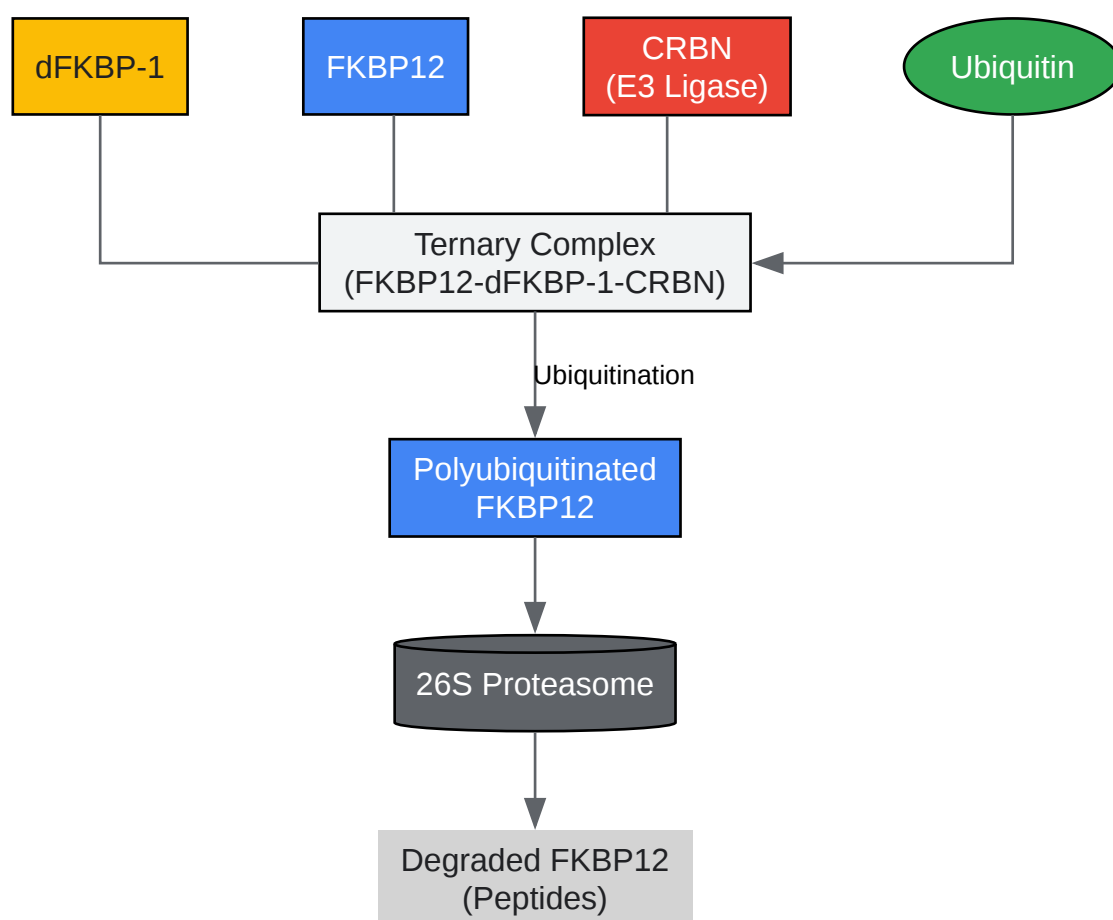 dFKBP-1
FKBP12
CRBN
(E3 Ligase)
Ubiquitin
Ternary Complex
(FKBP12-dFKBP-1-CRBN)
Ubiquitination
Polyubiquitinated
FKBP12
26S Proteasome
Degraded FKBP12
(Peptides)